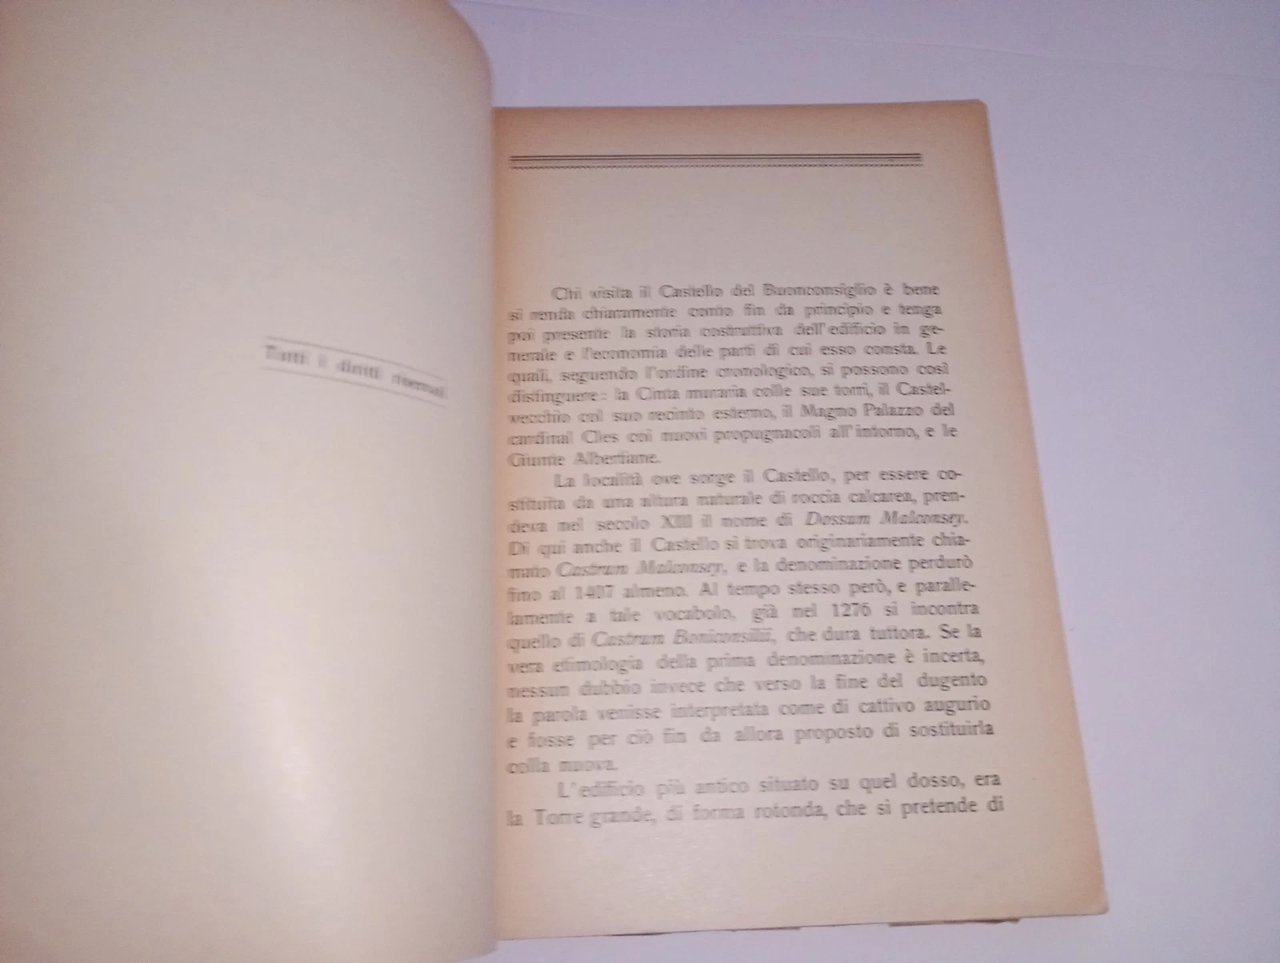 Tutti i diritti riservati
Chi visita il Castello del Buonconsiglio è bene
si renda chiaramente conto fin da principio e tenga
poi presente la storia costruttiva dell'edificio in ge-
nerale e l'economia delle parti di cui esso consta. Le
quali, seguendo l'ordine cronologico, si possono così
distinguere: la Cinta muraria colle sue torri, il Castel-
vecchio col suo recinto esterno, il Magno Palazzo del
cardinal Cles coi nuovi propugnacoli all'intorno, e le
Giunte Albertiane.
La località ove sorge il Castello, per essere co-
stituita da una altura naturale di roccia calcarea, pren-
deva nel secolo XIII il nome di Dossum Malconsey.
Di qui anche il Castello si trova originariamente chia-
mato Castrum Malconsey, e la denominazione perdurò
fino al 1407 almeno. Al tempo stesso però, e paralle-
lamente a tale vocabolo, già nel 1276 si incontra
quello di Castrum Boniconsilii, che dura tuttora. Se la
vera etimologia della prima denominazione è incerta,
nessun dubbio invece che verso la fine del dugento
la parola venisse interpretata come di cattivo augurio
e fosse per ciò fin da allora proposto di sostituirla
colla nuova.
L'edificio più antico situato su quel dosso, era
la Torre grande, di forma rotonda, che si pretende di